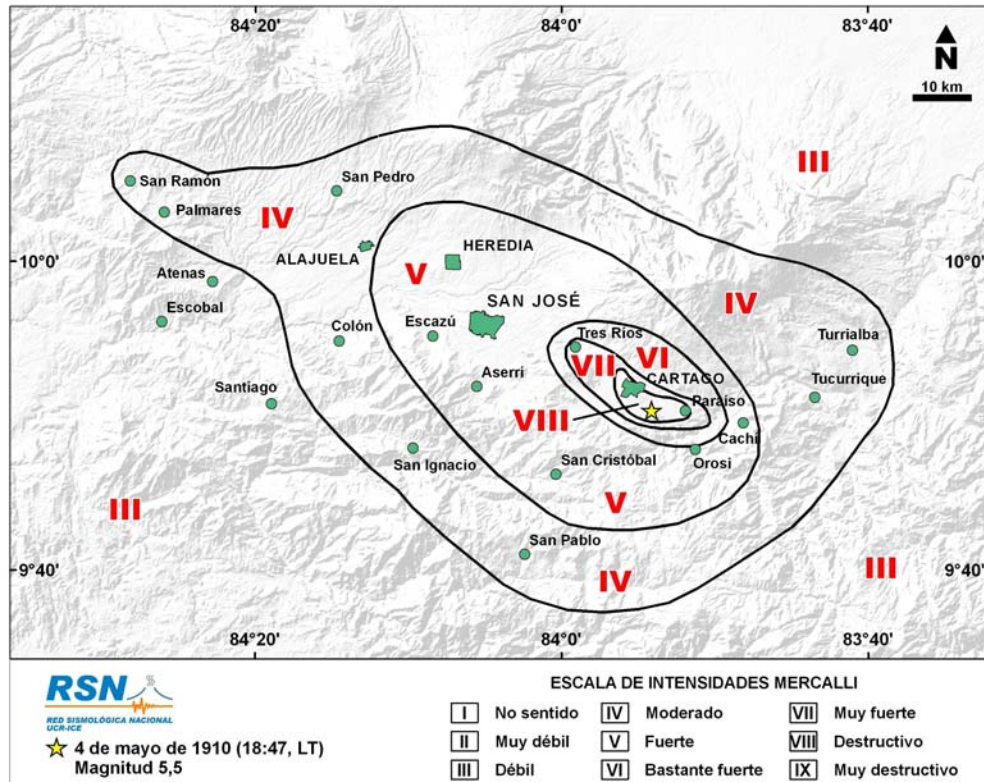 84°20'
84°0'
83°40'
N
10 km
III
San Ramón
San Pedro
Palmares
IV
ALAJUELA
HEREDIA
10°0'
10°0'
V
Atenas
IV
Escobal
SAN JOSÉ
Colón
Escazú
Tres Ríos
Turrialba
VII
VI
Aserrí
CARTAGO
Tucurrique
Santiago
Paraíso
VIII
Cachi
San Ignacio
San Cristóbal
Orosi
III
V
San Pablo
9°40'
IV
III
9°40'
84°20'
84°0'
83°40'
RSN
RED SISMOLÓGICA NACIONAL
UCR-ICE
4 de mayo de 1910 (18:47, LT)
Magnitud 5,5
ESCALA DE INTENSIDADES MERCALLI
I No sentido
IV Moderado
VII Muy fuerte
II Muy débil
V Fuerte
VIII Destructivo
III Débil
VI Bastante fuerte
IX Muy destructivo